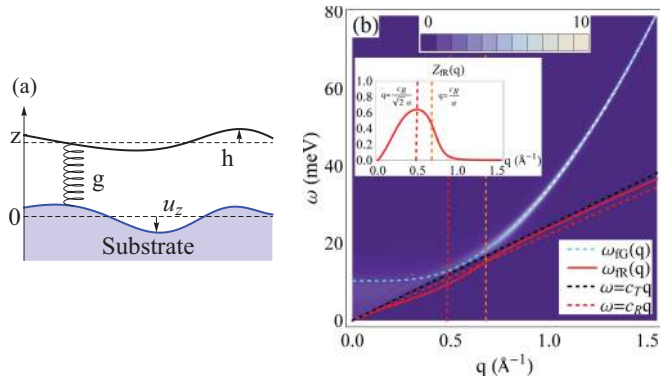 (a)
z
h
g
0
u_z
Substrate
(b)
0 10
80
60
40
20
0
ω (meV)
Z_fR(q)
1.0
0.8
0.6
0.4
0.2
0.0
q=c_R/√2 α
q=c_R/α
0.0 0.5 1.0 1.5
q (Å⁻¹)
ω_fG(q)
ω_fR(q)
ω=c_Tq
ω=c_Rq
0.0 0.5 1.0 1.5
q (Å⁻¹)